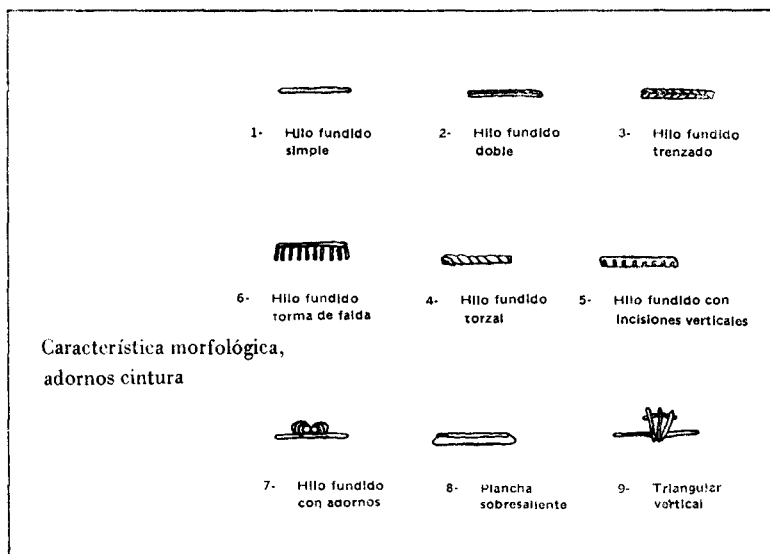 1- Hilo fundido
simple
2- Hilo fundido
doble
3- Hilo fundido
trenzado
6- Hilo fundido
forma de falda
4- Hilo fundido
torzal
5- Hilo fundido con
incisiones verticales
Característica morfológica,
adornos cintura
7- Hilo fundido
con adornos
8- Plancha
sobresaliente
9- Triangular
vertical